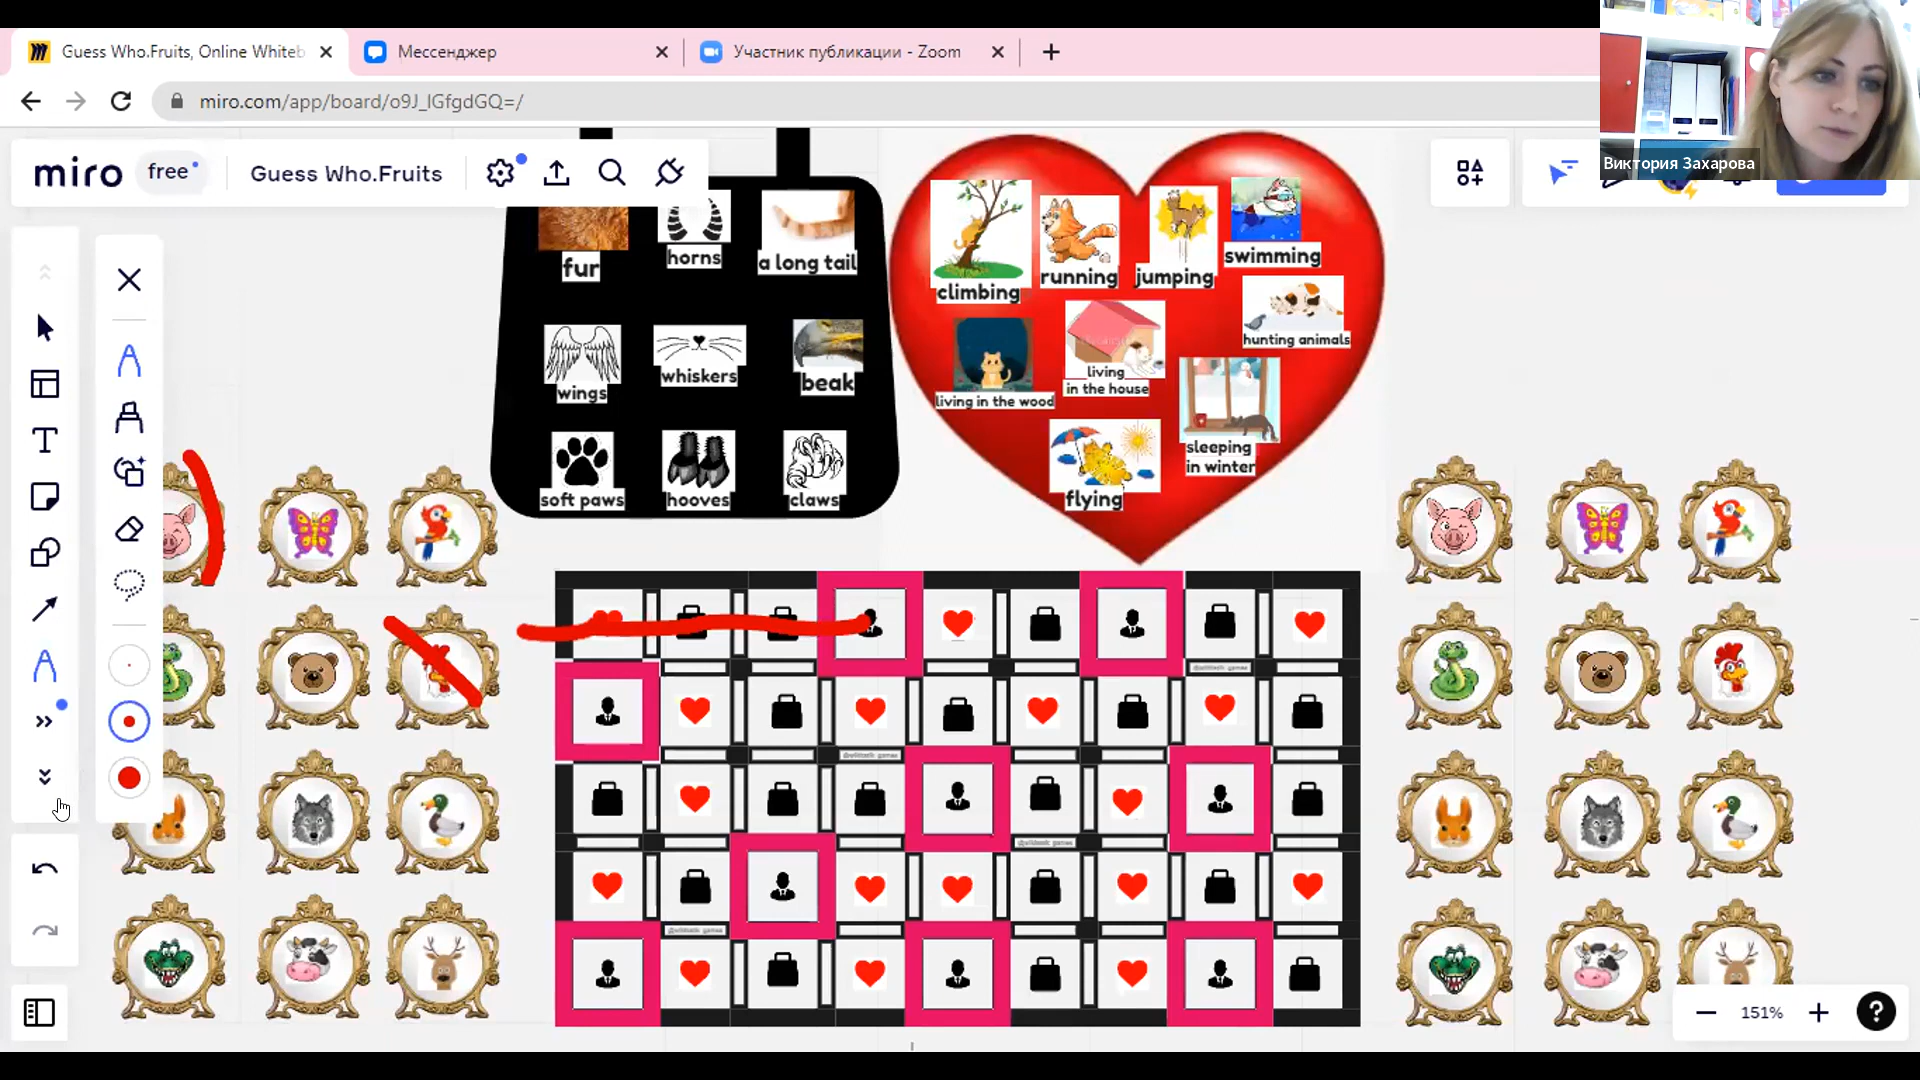 Guess Who.Fruits, Online Whiteb
Мессенджер
Участник публикации - Zoom
miro.com/app/board/o9J_lGfgdGQ=/
Виктория Захарова
miro
free
Guess Who.Fruits
fur
horns
a long tail
wings
whiskers
beak
soft paws
hooves
claws
climbing
running
jumping
swimming
hunting animals
living in the wood
living
in the house
sleeping
in winter
flying
151%